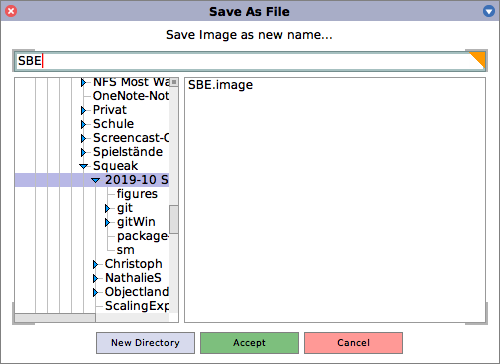 Save As File
Save Image as new name...
SBE
NFS Most Wa
OneNote-Not
Privat
Schule
Screencast-O
Spielstände
Squeak
2019-10 S
figures
git
gitWin
package-
sm
Christoph
NathalieS
Objectland
ScalingExp
SBE.image
New Directory
Accept
Cancel